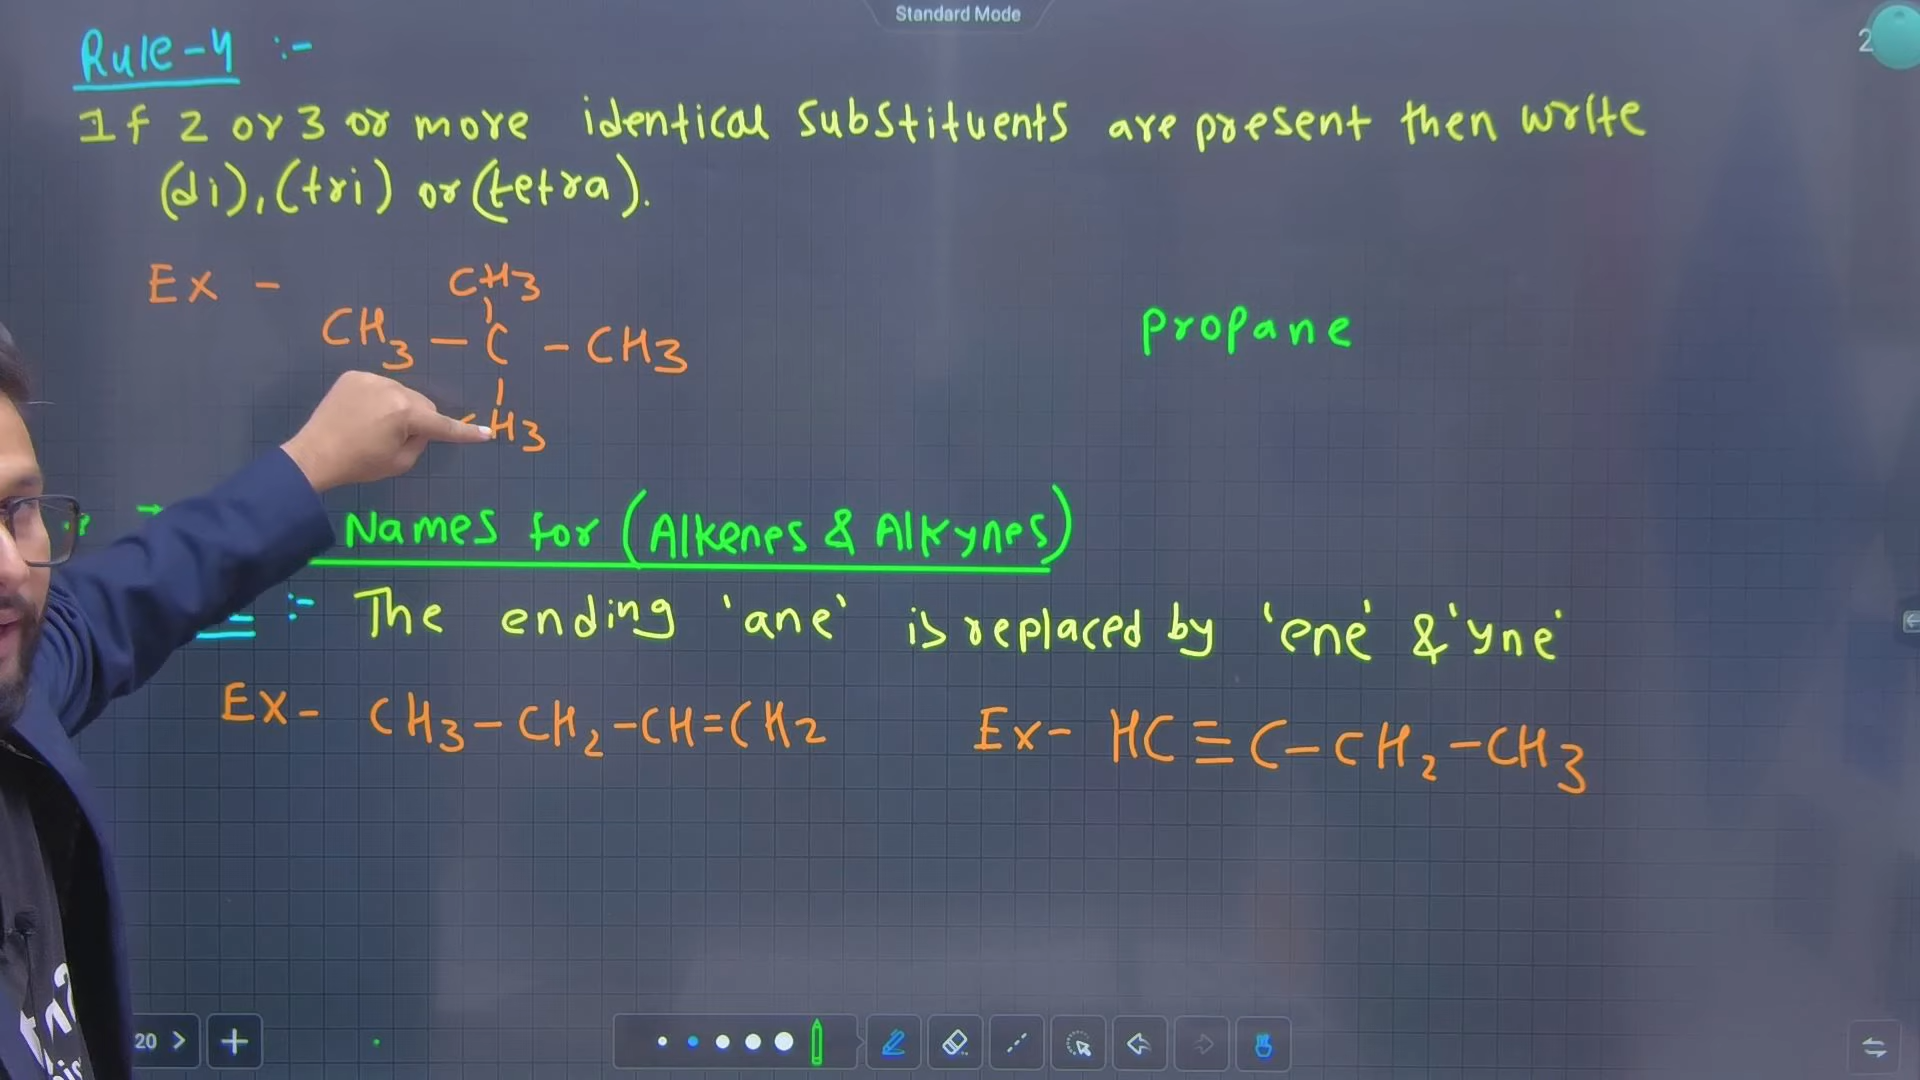 Standard Mode
2
Rule-4 :-
If 2 or 3 or more identical substituents are present then write
(di), (tri) or (tetra).
Ex -
CH3
CH3 - C - CH3
H3
propane
Names for (Alkenes & Alkynes)
:- The ending 'ane' is replaced by 'ene' & 'yne'
Ex- CH3-CH2-CH=CH2
Ex- HC≡C-CH2-CH3
20